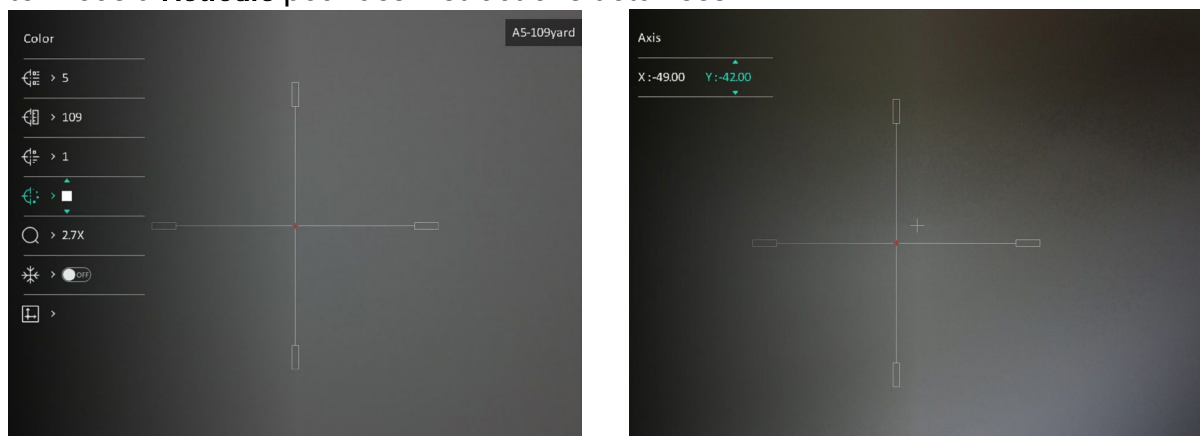 Color
A5-109yard
> 5
> 109
> 1
>
> 2.7X
> OFF
>
Axis
X :-49.00 Y :-42.00